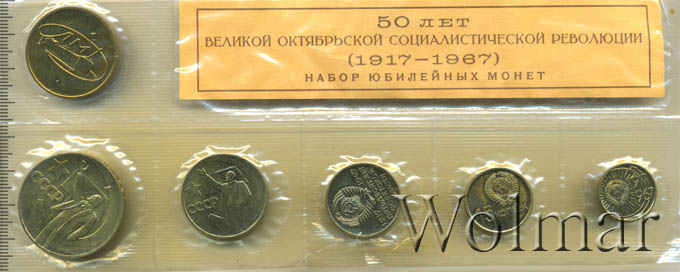 50 ЛЕТ
ВЕЛИКОЙ ОКТЯБРЬСКОЙ СОЦИАЛИСТИЧЕСКОЙ РЕВОЛЮЦИИ
(1917–1967)
НАБОР ЮБИЛЕЙНЫХ МОНЕТ
СССР
СССР
Wolmar